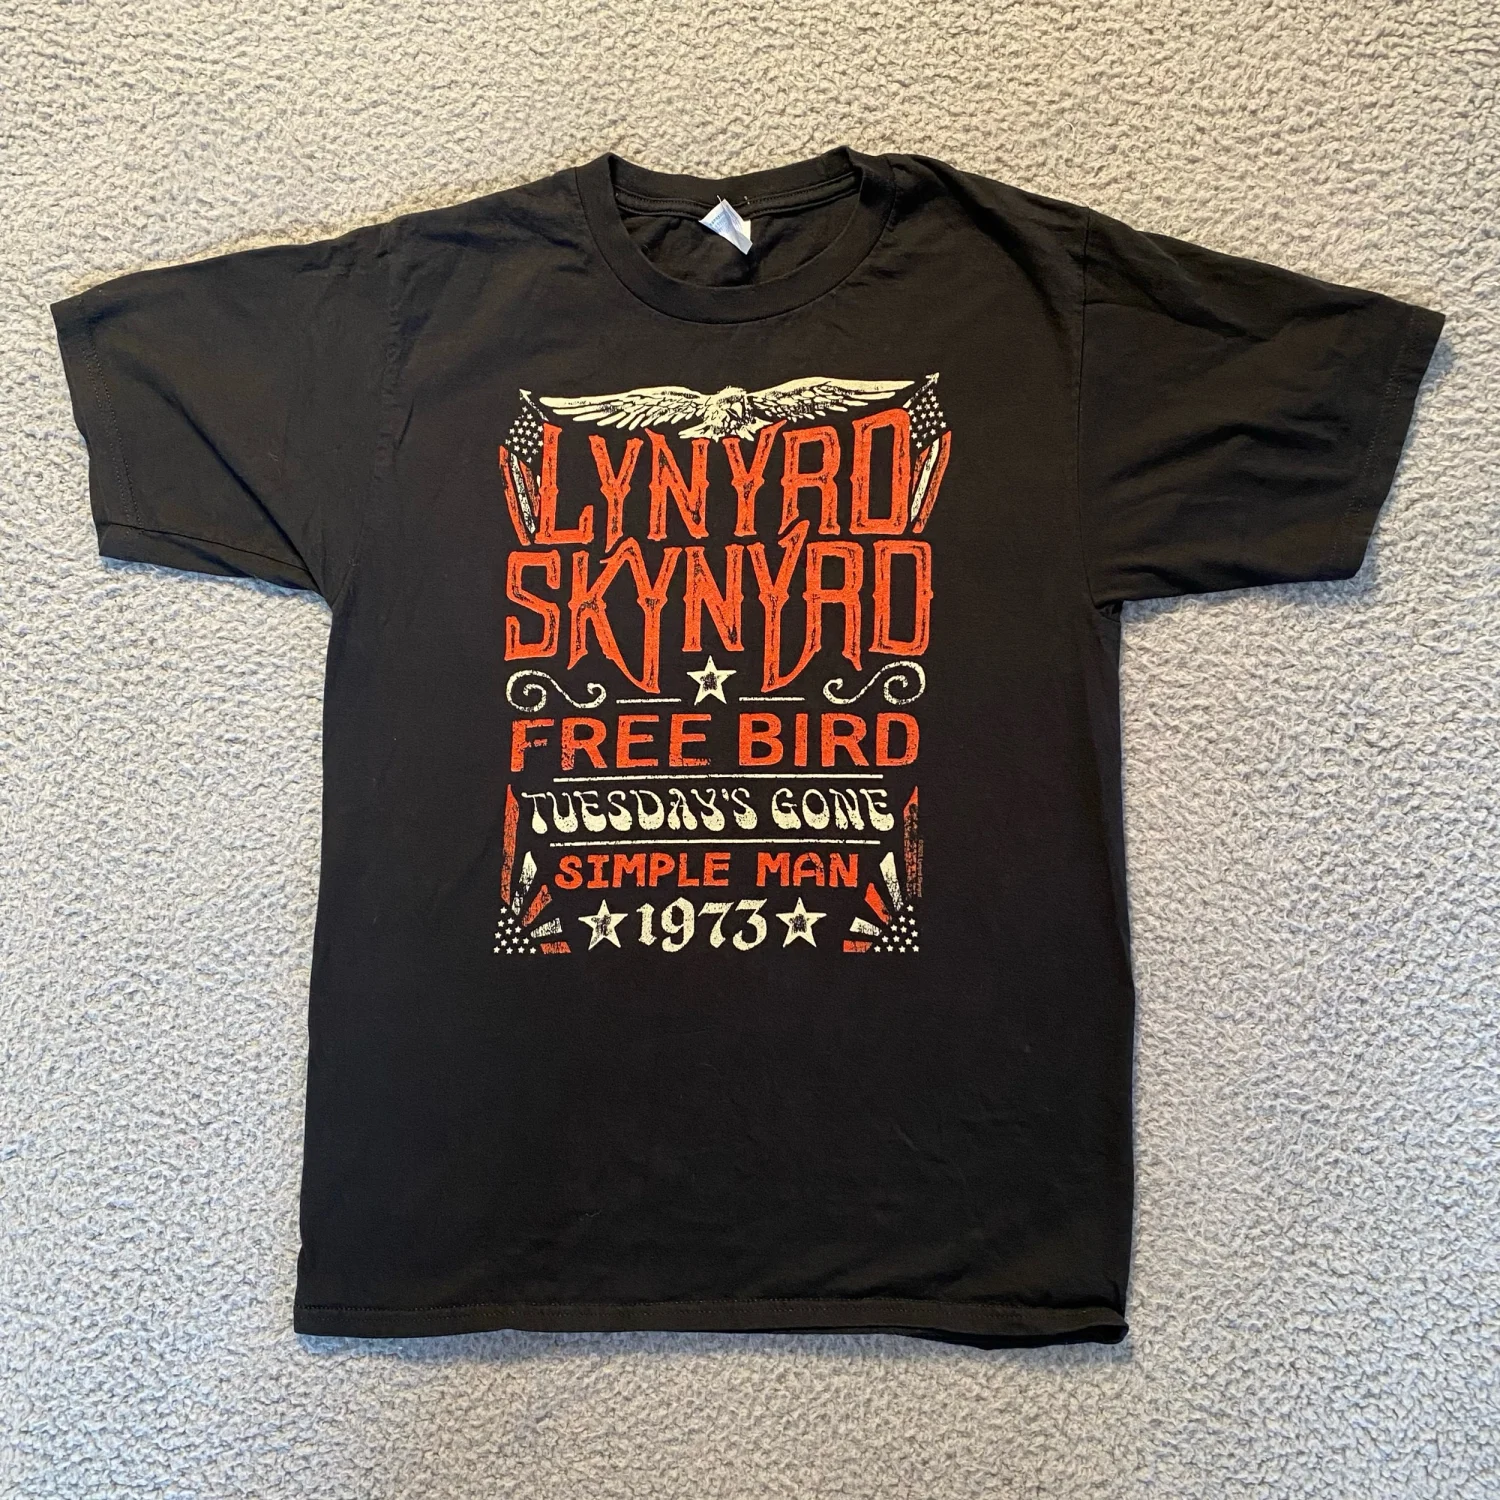 LYNYRD
SKYNYRD
FREE BIRD
TUESDAY'S GONE
SIMPLE MAN
1973